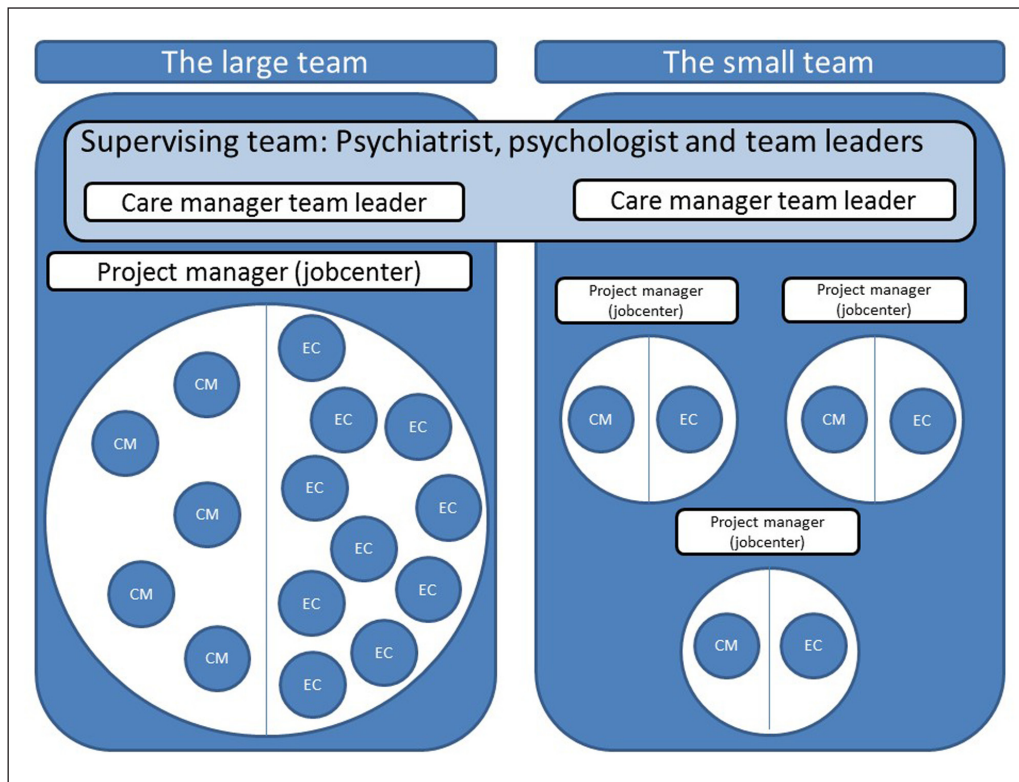 The large team
The small team
Supervising team: Psychiatrist, psychologist and team leaders
Care manager team leader
Care manager team leader
Project manager (jobcenter)
Project manager
(jobcenter)
Project manager
(jobcenter)
EC
CM
EC
EC
CM
EC
CM
EC
CM
EC
CM
EC
CM
EC
EC
EC
EC
Project manager
(jobcenter)
CM
EC
EC
CM
EC
CM
EC